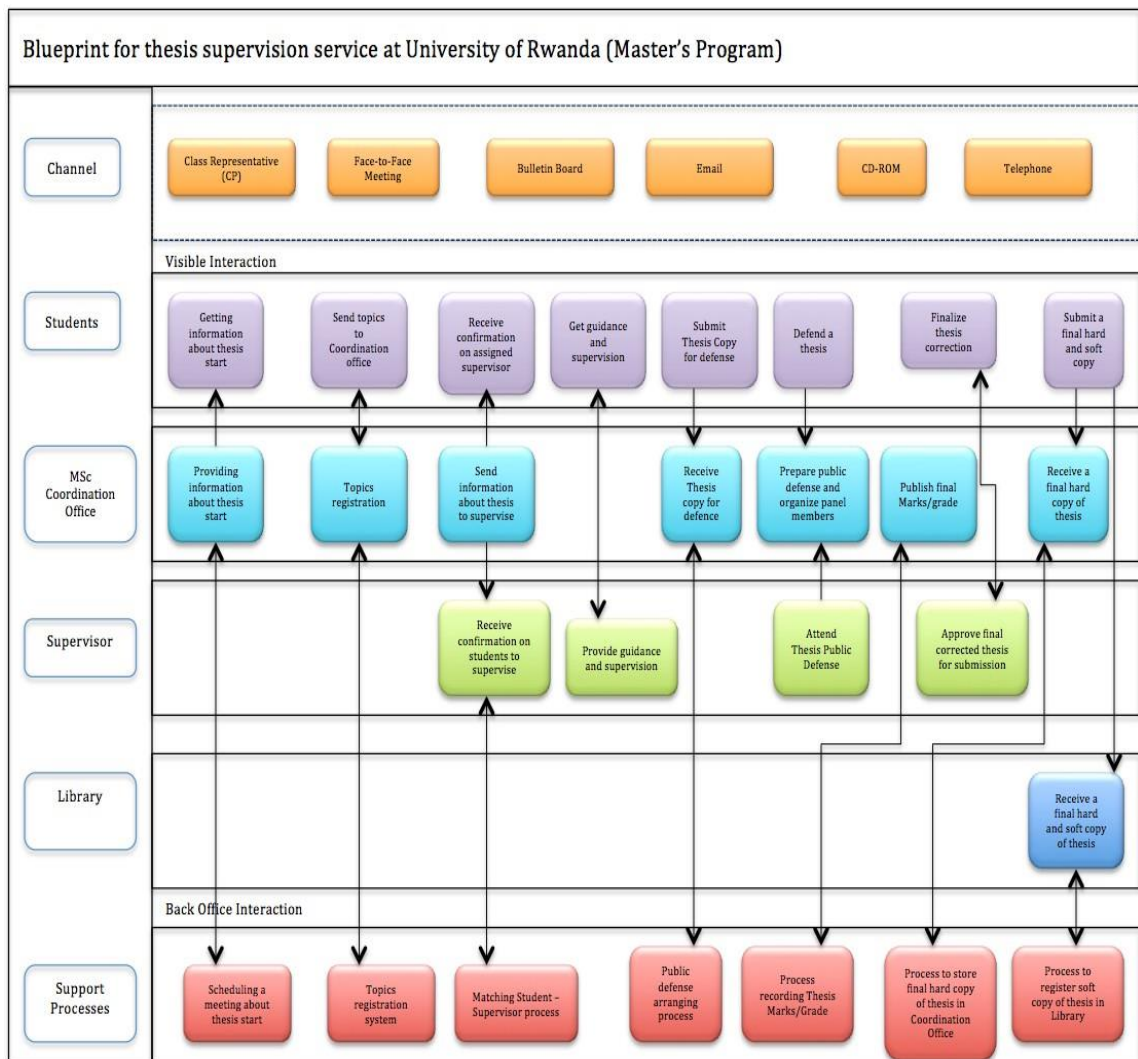 Blueprint for thesis supervision service at University of Rwanda (Master's Program)
Channel
Class Representative
(CP)
Face-to-Face
Meeting
Bulletin Board
Email
CD-ROM
Telephone
Visible Interaction
Students
Getting
information
about thesis
start
Send topics
to
Coordination
office
Receive
confirmation
on assigned
supervisor
Get guidance
and
supervision
Submit
Thesis Copy
for defense
Defend a
thesis
Finalize
thesis
correction
Submit a
final hard
and soft
copy
MSc
Coordination
Office
Providing
information
about thesis
start
Topics
registration
Send
information
about thesis
to supervise
Receive
Thesis
copy for
defence
Prepare public
defense and
organize panel
members
Publish final
Marks/grade
Receive a
final hard
copy of
thesis
Supervisor
Receive
confirmation on
students to
supervise
Provide guidance
and supervision
Attend
Thesis Public
Defense
Approve final
corrected thesis
for submission
Library
Receive a
final hard
and soft copy
of thesis
Back Office Interaction
Support
Processes
Scheduling a
meeting about
thesis start
Topics
registration
system
Matching Student –
Supervisor process
Public
defense
arranging
process
Process
recording Thesis
Marks/Grade
Process to store
final hard copy
of thesis in
Coordination
Office
Process to
register soft
copy of thesis in
Library